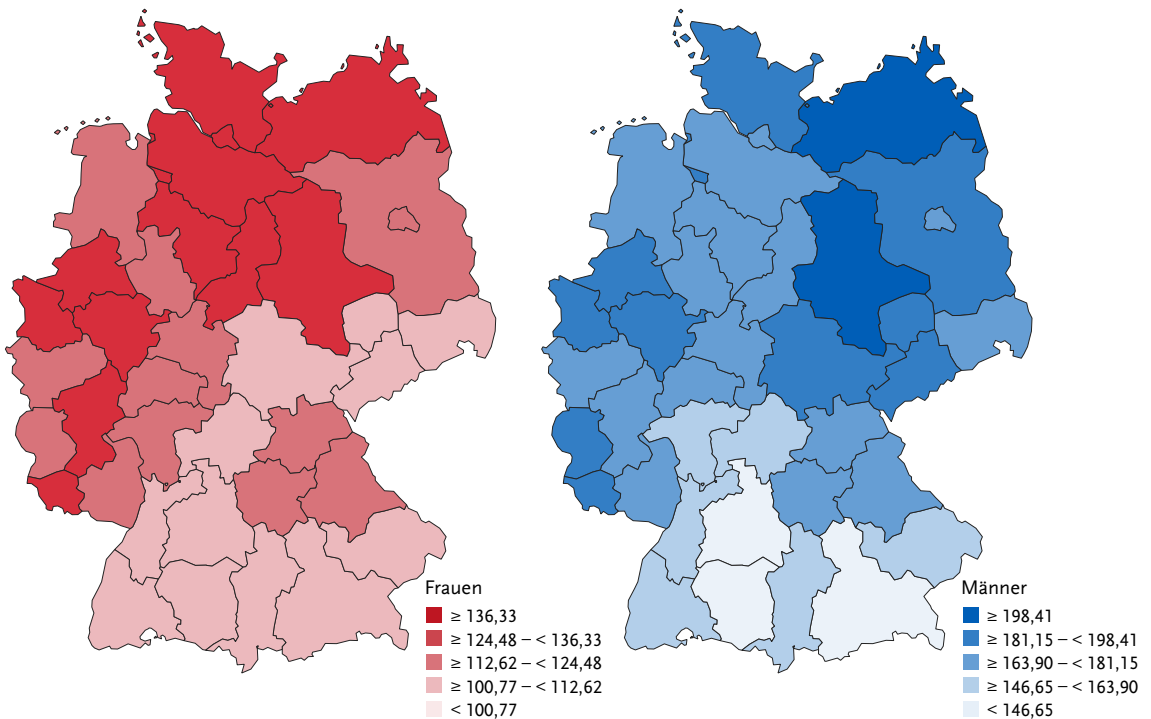 Frauen
≥ 136,33
≥ 124,48 – < 136,33
≥ 112,62 – < 124,48
≥ 100,77 – < 112,62
< 100,77
Männer
≥ 198,41
≥ 181,15 – < 198,41
≥ 163,90 – < 181,15
≥ 146,65 – < 163,90
< 146,65